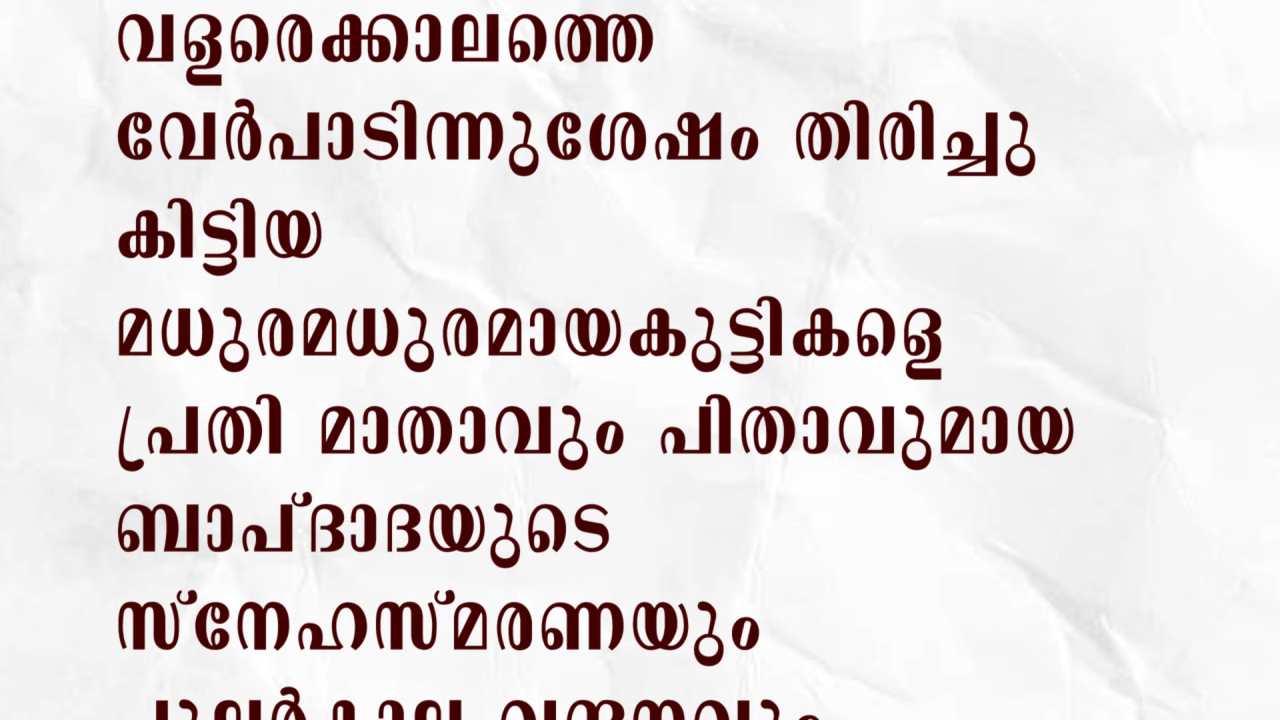 വളരെക്കാലത്തെ
വേർപാടിന്നുശേഷം തിരിച്ചു
കിട്ടിയ
മധുരമധുരമായകുട്ടികളെ
പ്രതി മാതാവും പിതാവുമായ
ബാപ്ദാദയുടെ
സ്നേഹസ്മരണയും